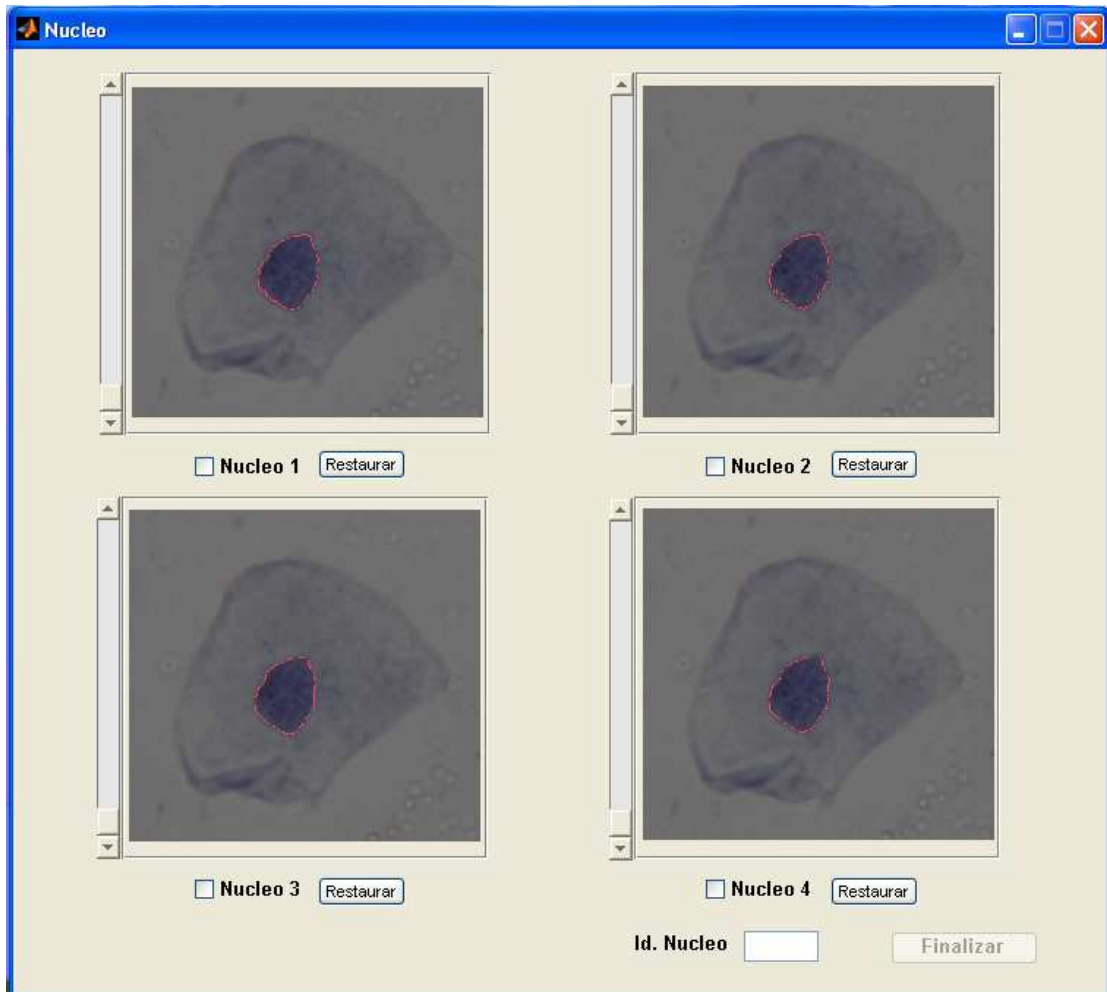 Nucleo
Nucleo 1 Restaurar
Nucleo 2 Restaurar
Nucleo 3 Restaurar
Nucleo 4 Restaurar
Id. Nucleo Finalizar